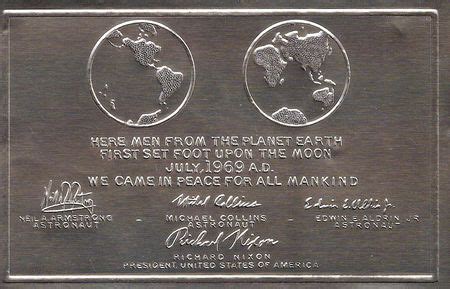 HERE MEN FROM THE PLANET EARTH
FIRST SET FOOT UPON THE MOON
JULY, 1969 A.D.
WE CAME IN PEACE FOR ALL MANKIND
Neil A. Armstrong Michael Collins Edwin E. Aldrin Jr.
NEIL A. ARMSTRONG MICHAEL COLLINS EDWIN E. ALDRIN, JR.
ASTRONAUT ASTRONAUT ASTRONAUT
Richard Nixon
RICHARD NIXON
PRESIDENT, UNITED STATES OF AMERICA